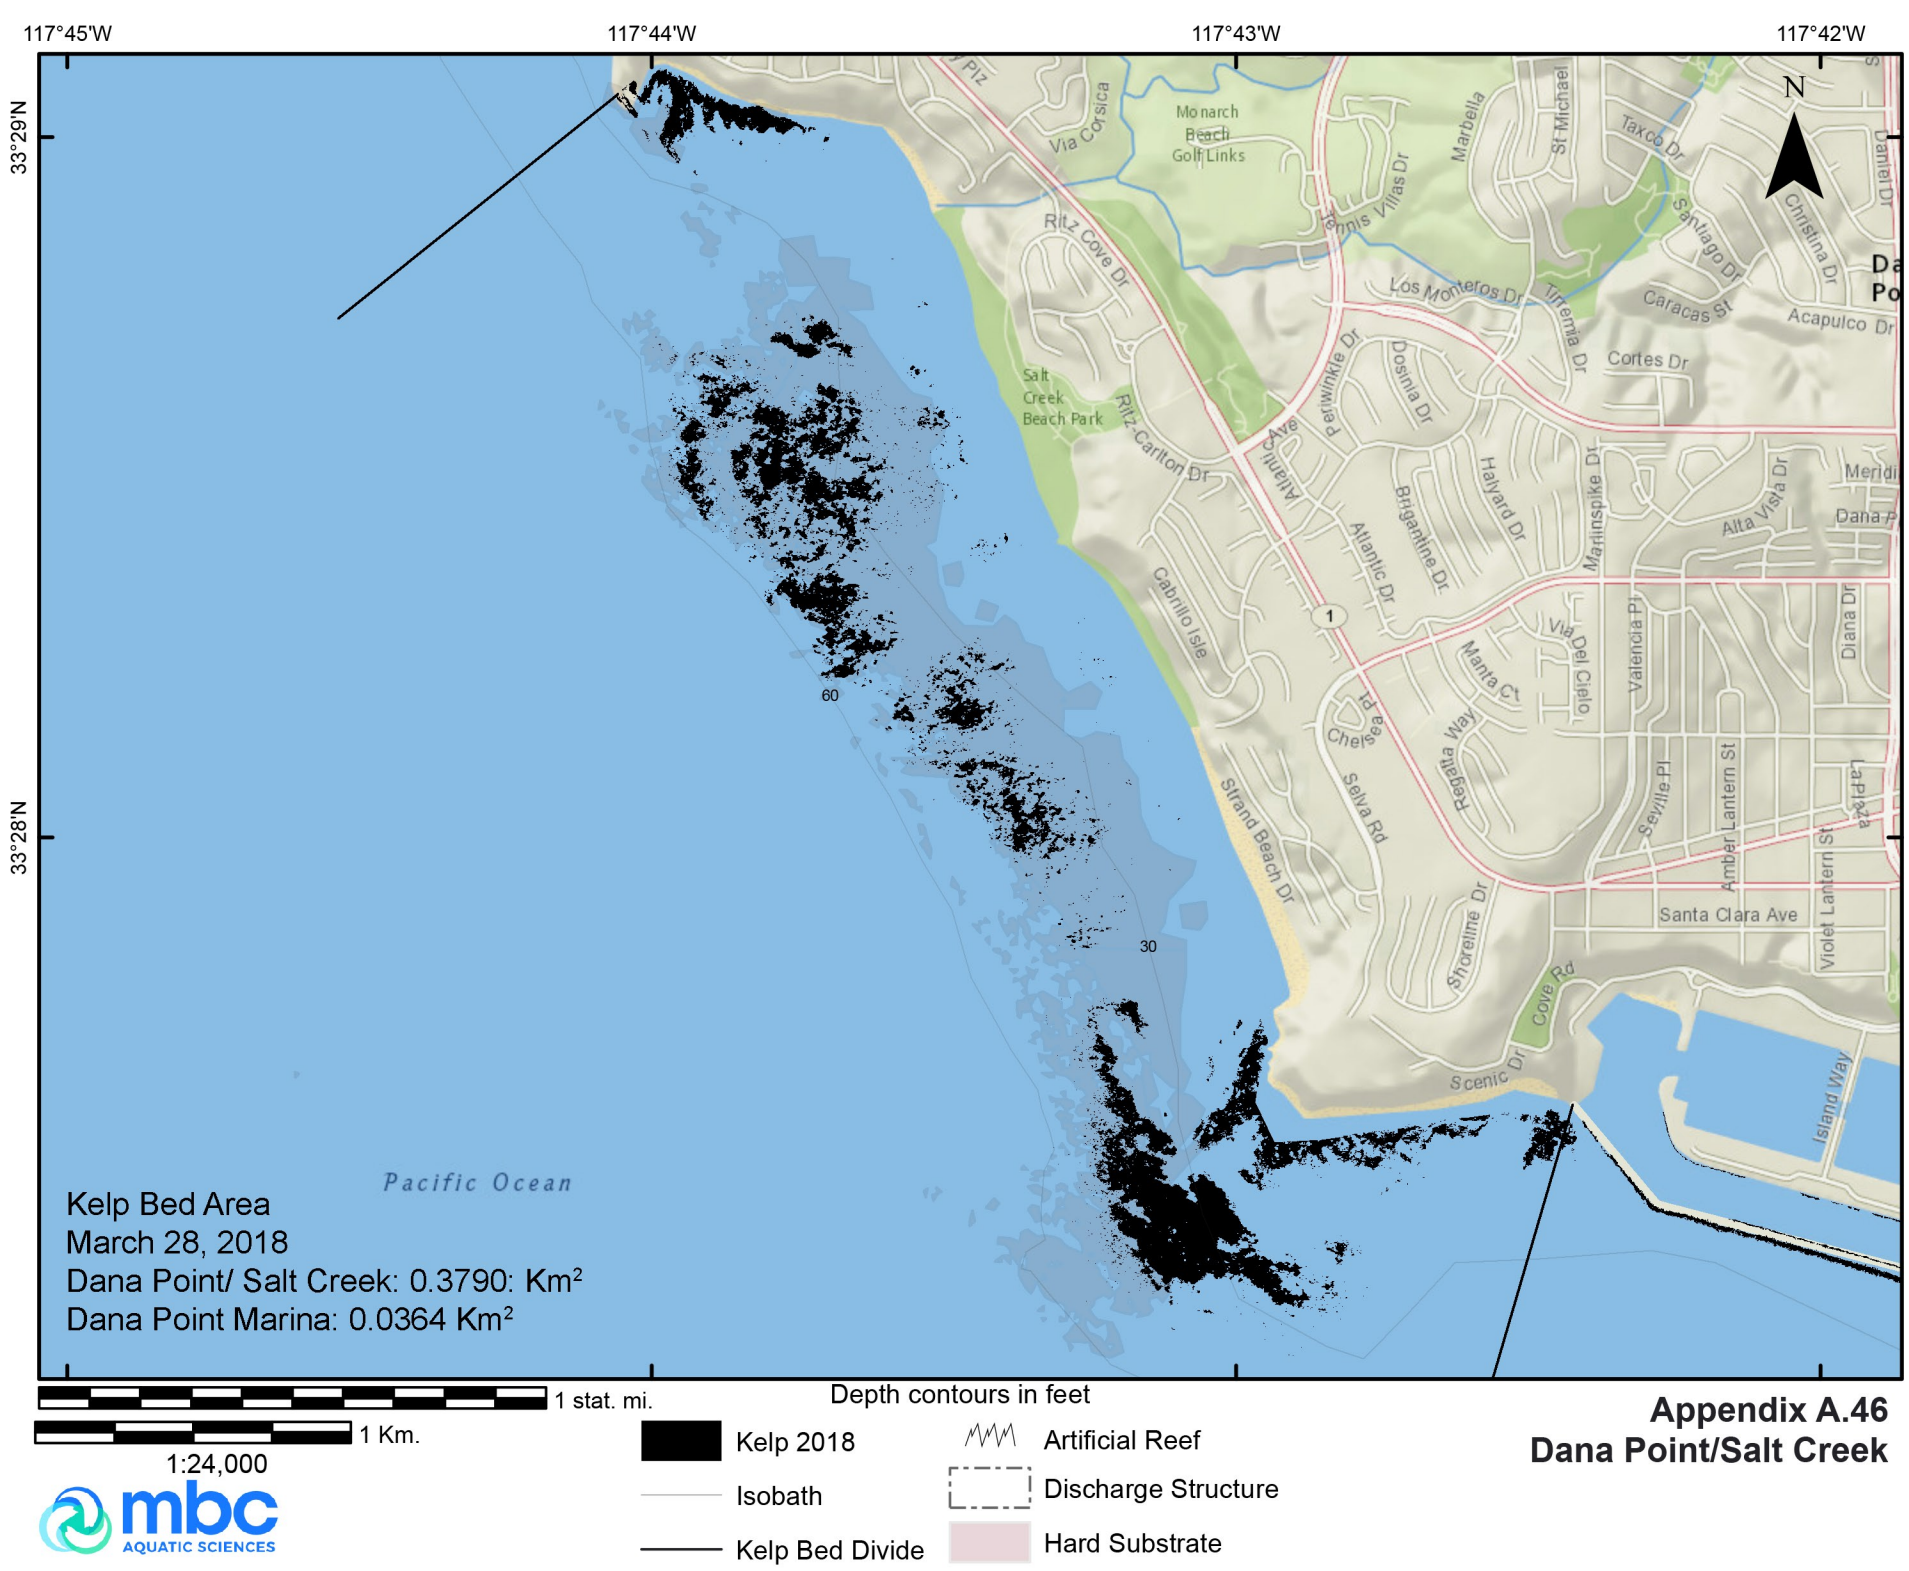 117°45'W
117°44'W
117°43'W
117°42'W
33°29'N
33°28'N
N
y Plz
Via Corsica
Monarch
Beach
Golf Links
Marbella
St Michael
Taxco Dr
Daniel Dr
Tennis Villas Dr
Santiago Dr
Christina Dr
Ritz Cove Dr
Da
Po
Los Monteros Dr
Tirremia Dr
Caracas St
Acapulco Dr
Cortes Dr
Periwinkle Dr
Dosinia Dr
Salt
Creek
Beach Park
Ritz-Carlton Dr
Atlantic Ave
Halyard Dr
Marlinspike Dr
Alta Vista Dr
Meridi
Dana P
Brigantine Dr
Atlantic Dr
Cabrillo Isle
1
Via Del Cielo
Valencia Pl
Diana Dr
Manta Ct
60
Chelsea Pl
Regatta Way
Selva Rd
Strand Beach Dr
Seville Pl
Amber Lantern St
La Plaza
Violet Lantern St
Santa Clara Ave
Shoreline Dr
30
Cove Rd
Scenic Dr
Island Way
Pacific Ocean
Kelp Bed Area
March 28, 2018
Dana Point/ Salt Creek: 0.3790: Km²
Dana Point Marina: 0.0364 Km²
1 stat. mi.
1 Km.
1:24,000
mbc
AQUATIC SCIENCES
Depth contours in feet
Kelp 2018
Isobath
Kelp Bed Divide
Artificial Reef
Discharge Structure
Hard Substrate
Appendix A.46
Dana Point/Salt Creek